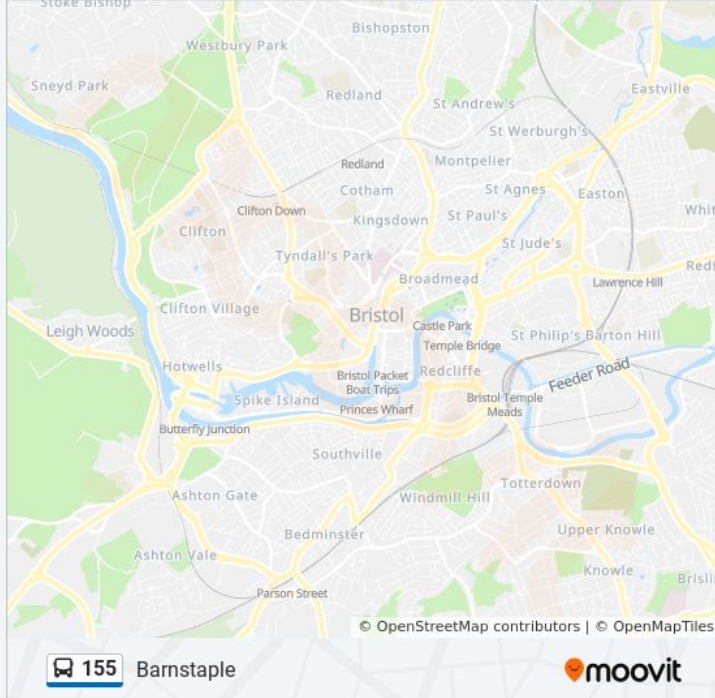 Stoke Bishop
Bishopston
Westbury Park
Sneyd Park
Redland
Eastville
St Andrew's
St Werburgh's
Redland
Montpelier
Cotham
St Agnes
Easton
Clifton Down
Kingsdown
St Paul's
Whit
Clifton
St Jude's
Tyndall's Park
Redf
Broadmead
Lawrence Hill
Clifton Village
Bristol
Castle Park
Leigh Woods
St Philip's
Barton Hill
Temple Bridge
Hotwells
Redcliffe
Feeder Road
Bristol Packet
Boat Trips
Spike Island
Bristol Temple
Meads
Princes Wharf
Butterfly Junction
Southville
Totterdown
Ashton Gate
Windmill Hill
Bedminster
Upper Knowle
Ashton Vale
Knowle
Brisli
Parson Street
© OpenStreetMap contributors | © OpenMapTiles
155 Barnstaple
moovit